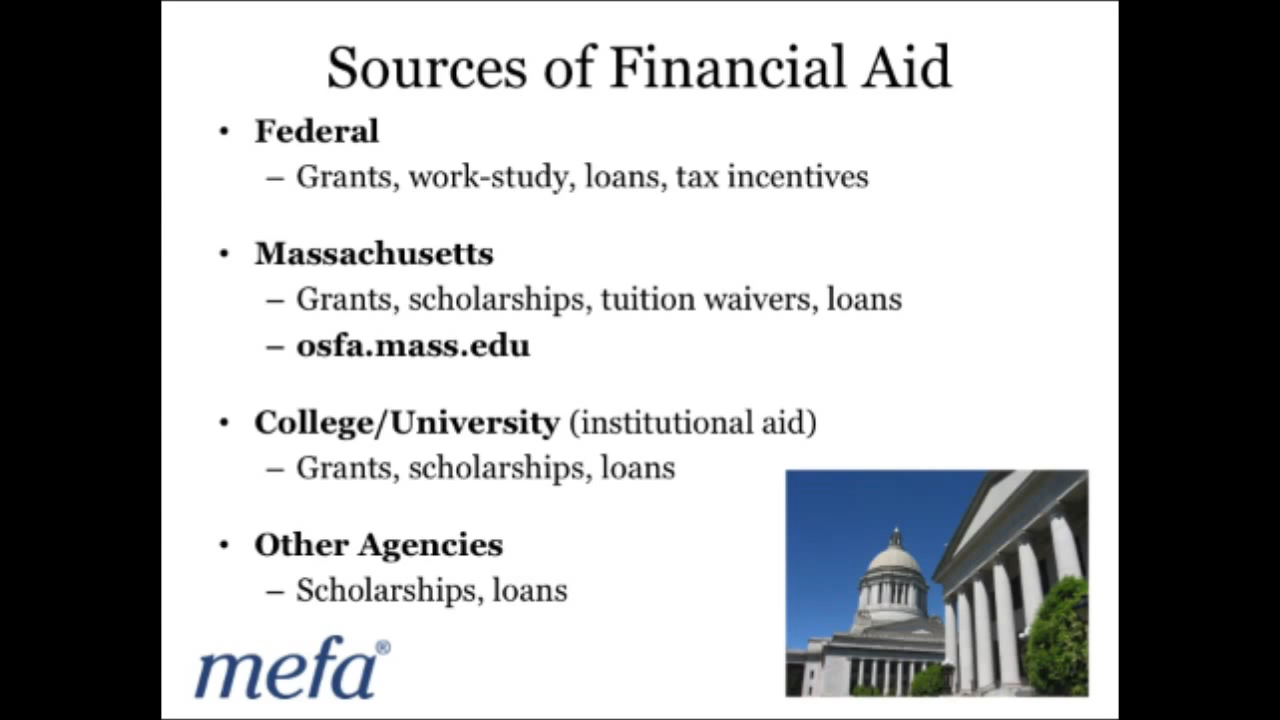 Sources of Financial Aid
• Federal
– Grants, work-study, loans, tax incentives
• Massachusetts
– Grants, scholarships, tuition waivers, loans
– osfa.mass.edu
• College/University (institutional aid)
– Grants, scholarships, loans
• Other Agencies
– Scholarships, loans
mefa®